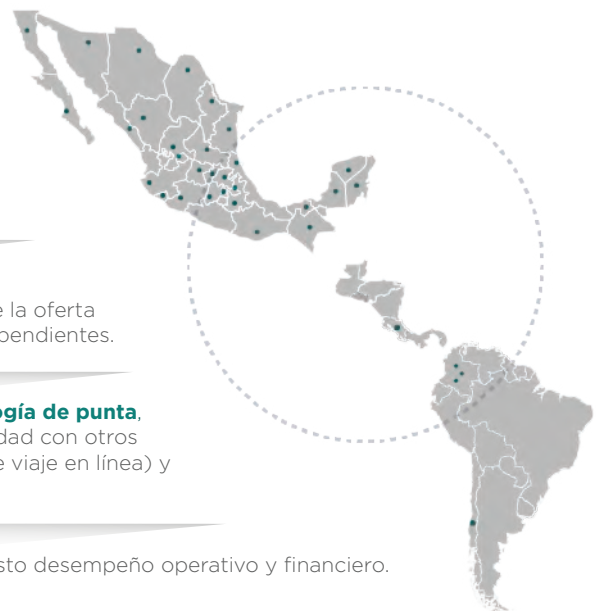 e la oferta
pendientes.
ogía de punta,
dad con otros
e viaje en línea) y
sto desempeño operativo y financiero.